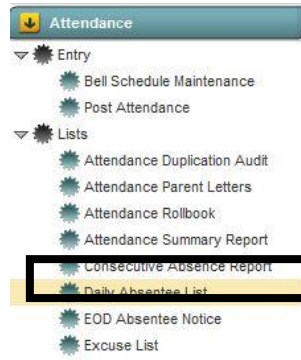 Attendance
Entry
Bell Schedule Maintenance
Post Attendance
Lists
Attendance Duplication Audit
Attendance Parent Letters
Attendance Rollbook
Attendance Summary Report
Consecutive Absence Report
Daily Absentee List
EOD Absentee Notice
Excuse List